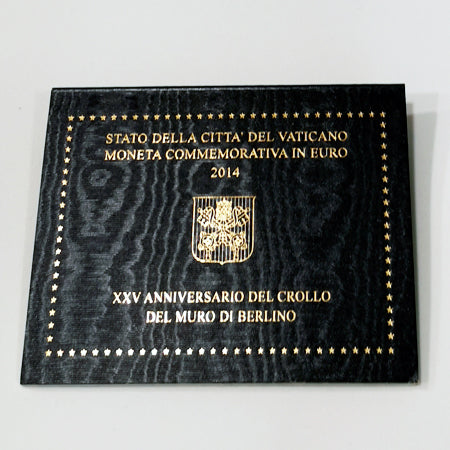 STATO DELLA CITTA' DEL VATICANO
MONETA COMMEMORATIVA IN EURO
2014
XXV ANNIVERSARIO DEL CROLLO
DEL MURO DI BERLINO